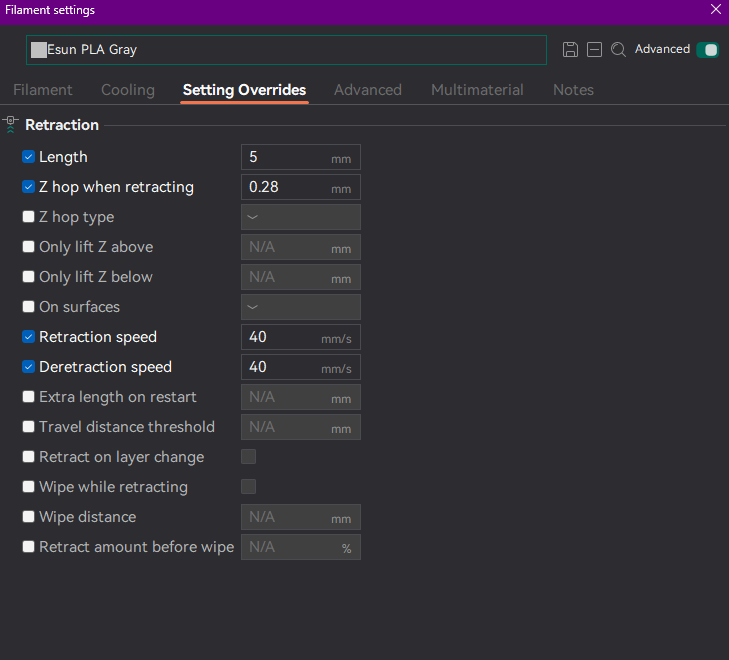 Filament settings
Esun PLA Gray
Advanced
Filament Cooling Setting Overrides Advanced Multimaterial Notes
Retraction
Length 5 mm
Z hop when retracting 0.28 mm
Z hop type
Only lift Z above N/A mm
Only lift Z below N/A mm
On surfaces
Retraction speed 40 mm/s
Deretraction speed 40 mm/s
Extra length on restart N/A mm
Travel distance threshold N/A mm
Retract on layer change
Wipe while retracting
Wipe distance N/A mm
Retract amount before wipe N/A %